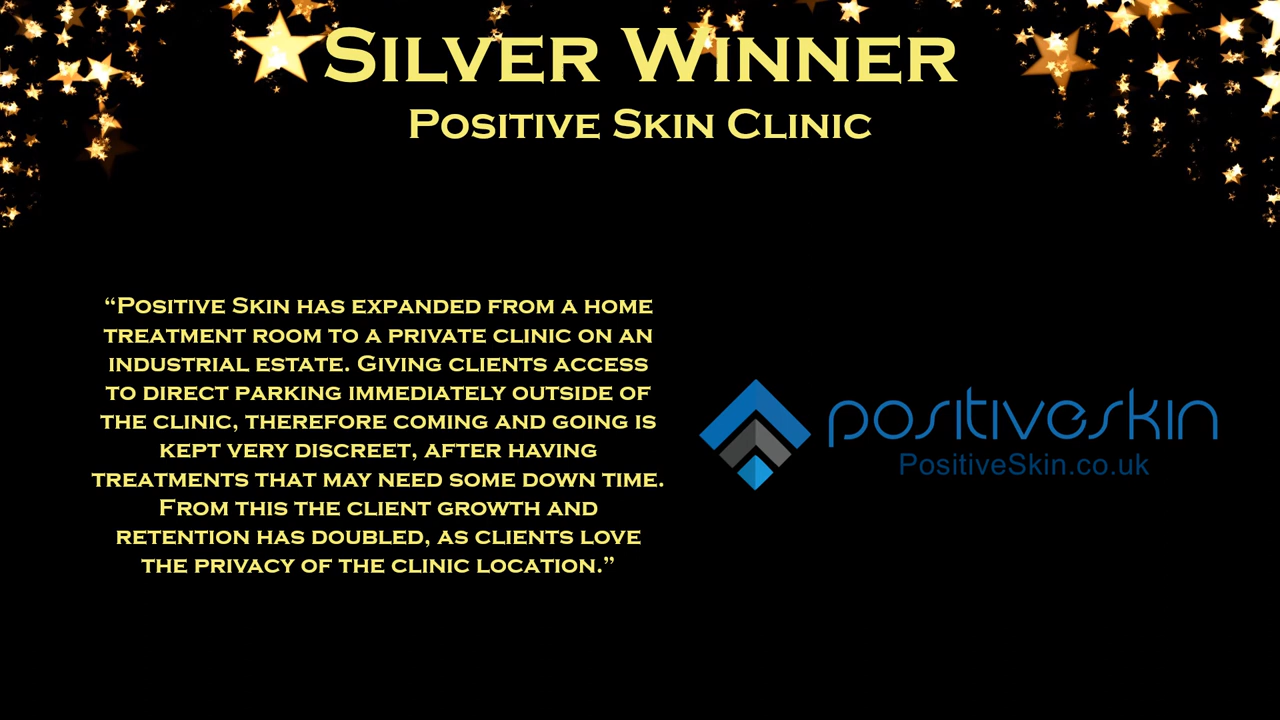 Silver Winner
Positive Skin Clinic
“Positive Skin has expanded from a home
treatment room to a private clinic on an
industrial estate. Giving clients access
to direct parking immediately outside of
the clinic, therefore coming and going is
kept very discreet, after having
treatments that may need some down time.
From this the client growth and
retention has doubled, as clients love
the privacy of the clinic location.”
positiveskin
PositiveSkin.co.uk